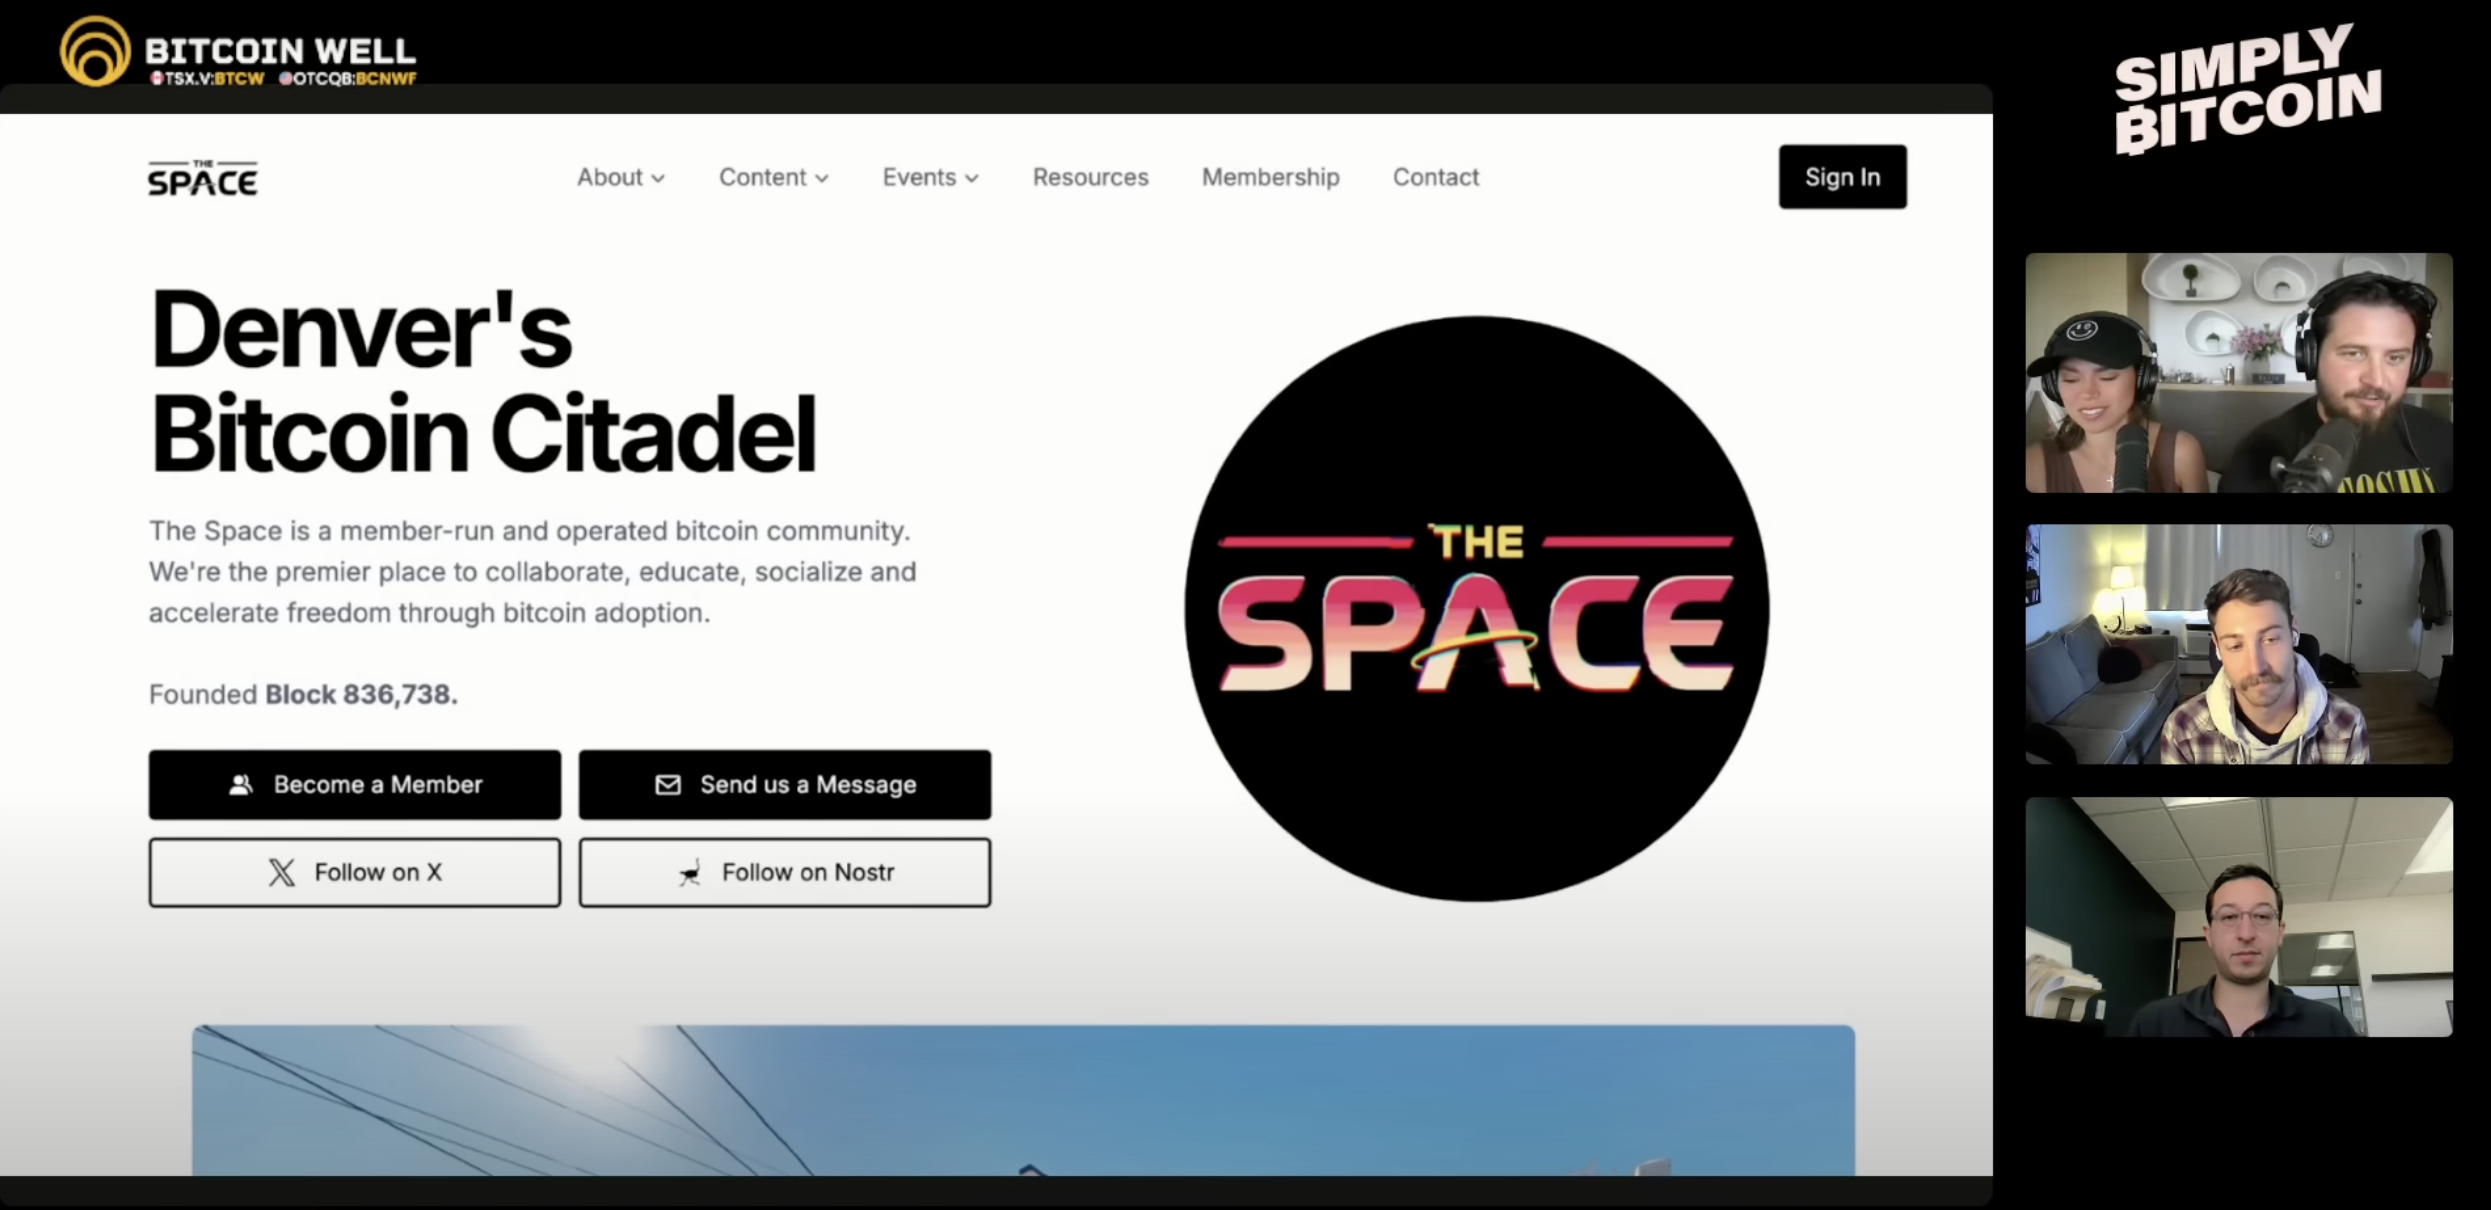 BITCOIN WELL
TSX.V:BTCW OTCQB:BCNWF
SIMPLY
BITCOIN
THE
SPACE
About
Content
Events
Resources
Membership
Contact
Sign In
Denver's
Bitcoin Citadel
The Space is a member-run and operated bitcoin community.
We're the premier place to collaborate, educate, socialize and
accelerate freedom through bitcoin adoption.
Founded Block 836,738.
Become a Member
Send us a Message
Follow on X
Follow on Nostr
THE
SPACE